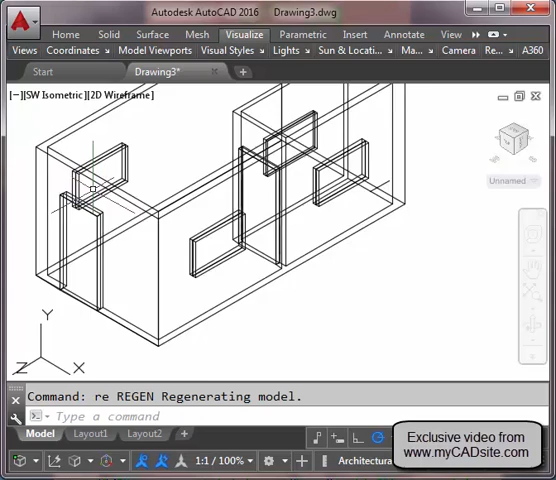 Autodesk AutoCAD 2016 Drawing3.dwg
Home Solid Surface Mesh Visualize Parametric Insert Annotate View
Views Coordinates Model Viewports Visual Styles Lights Sun & Locati... Mat... Camera Re... A360
Start Drawing3* +
[−][SW Isometric][2D Wireframe]
Unnamed
Y
Z X
Command: re REGEN Regenerating model.
Type a command
Model Layout1 Layout2 +
1:1 / 100% Architectura
Exclusive video from
www.myCADsite.com